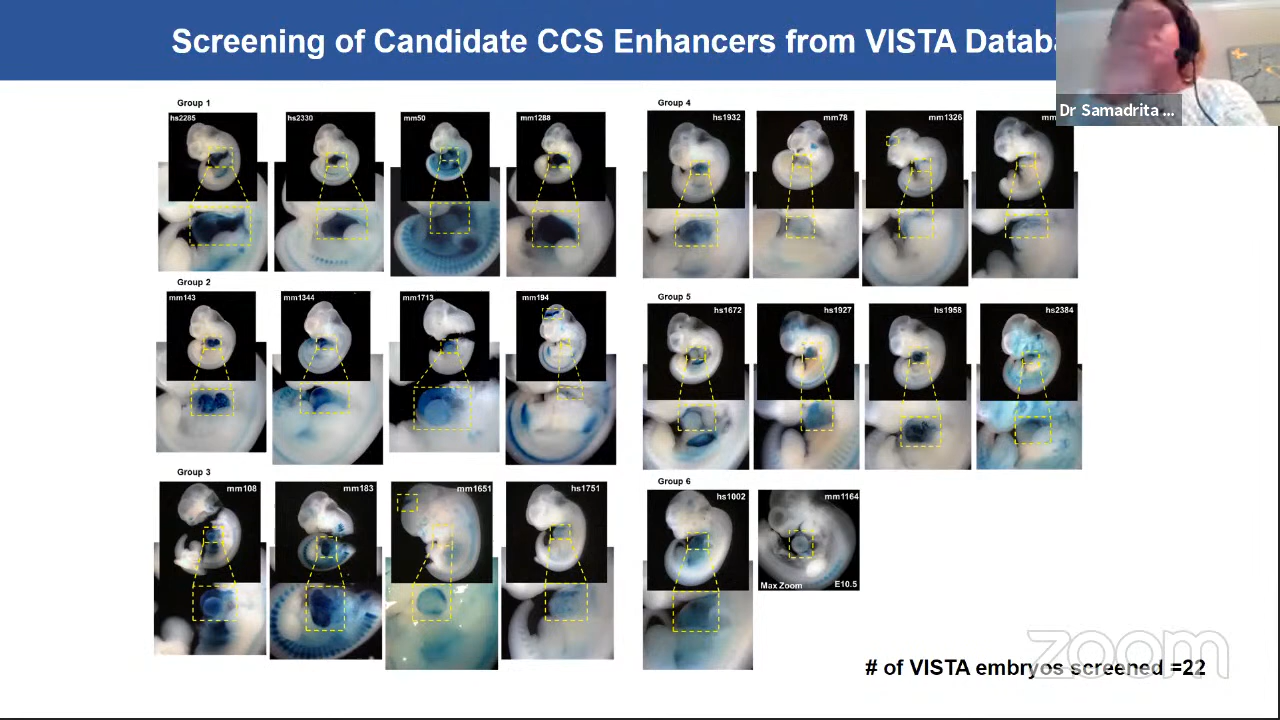 Screening of Candidate CCS Enhancers from VISTA
Dr Samadrita ...
Group 1
hs2285
hs2330
mm50
mm1288
Group 4
hs1932
mm78
mm1326
Group 2
mm143
mm1344
mm1713
mm194
Group 5
hs1672
hs1927
hs1958
hs2384
Group 3
mm108
mm183
mm1651
hs1751
Group 6
hs1002
mm1164
Max Zoom
E10.5
zoom
# of VISTA embryos screened =22